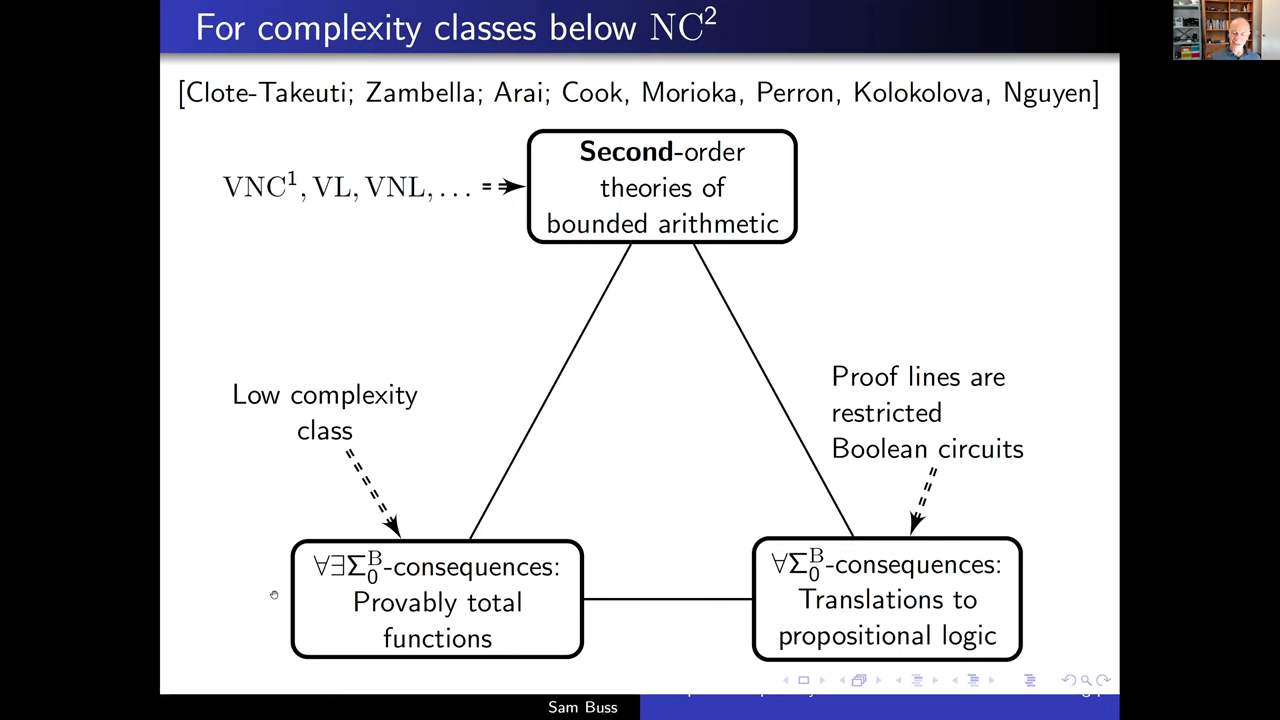 For complexity classes below NC²
[Clote-Takeuti; Zambella; Arai; Cook, Morioka, Perron, Kolokolova, Nguyen]
Second-order
theories of
bounded arithmetic
VNC¹, VL, VNL, …
Low complexity
class
Proof lines are
restricted
Boolean circuits
∀∃Σ₀ᴮ-consequences:
Provably total
functions
∀Σ₀ᴮ-consequences:
Translations to
propositional logic
Sam Buss